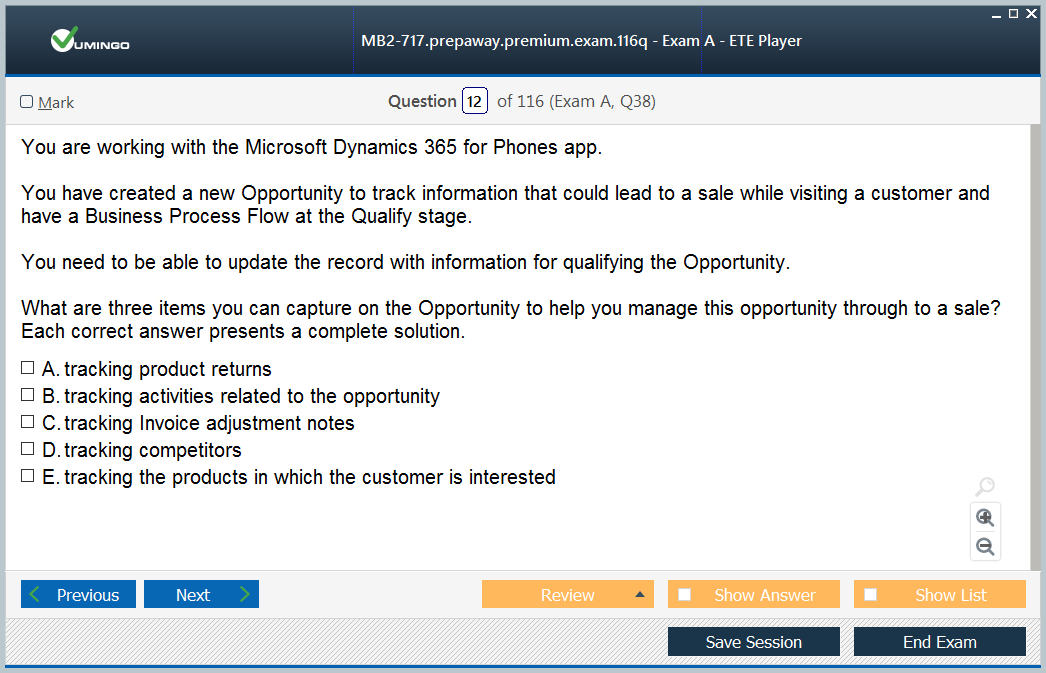 VUMINGO
MB2-717.prepaway.premium.exam.116q - Exam A - ETE Player
Mark
Question 12 of 116 (Exam A, Q38)
You are working with the Microsoft Dynamics 365 for Phones app.
You have created a new Opportunity to track information that could lead to a sale while visiting a customer and
have a Business Process Flow at the Qualify stage.
You need to be able to update the record with information for qualifying the Opportunity.
What are three items you can capture on the Opportunity to help you manage this opportunity through to a sale?
Each correct answer presents a complete solution.
A. tracking product returns
B. tracking activities related to the opportunity
C. tracking Invoice adjustment notes
D. tracking competitors
E. tracking the products in which the customer is interested
Previous Next Review Show Answer Show List
Save Session End Exam